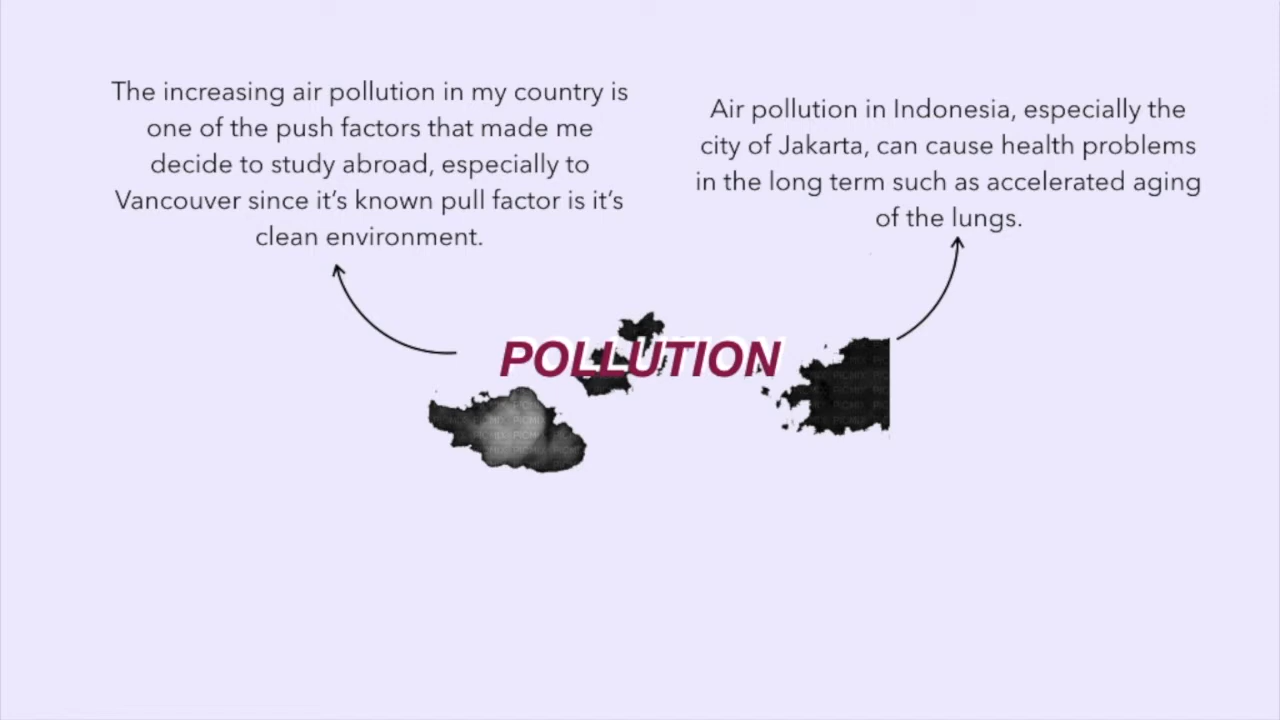 The increasing air pollution in my country is
one of the push factors that made me
decide to study abroad, especially to
Vancouver since it's known pull factor is it's
clean environment.
Air pollution in Indonesia, especially the
city of Jakarta, can cause health problems
in the long term such as accelerated aging
of the lungs.
POLLUTION